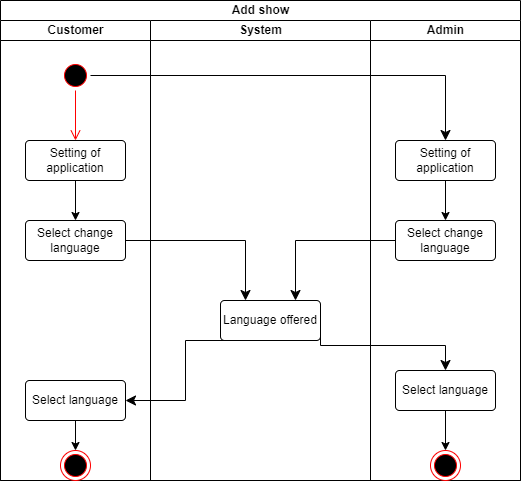 Add show
Customer
System
Admin
Setting of
application
Setting of
application
Select change
language
Select change
language
Language offered
Select language
Select language